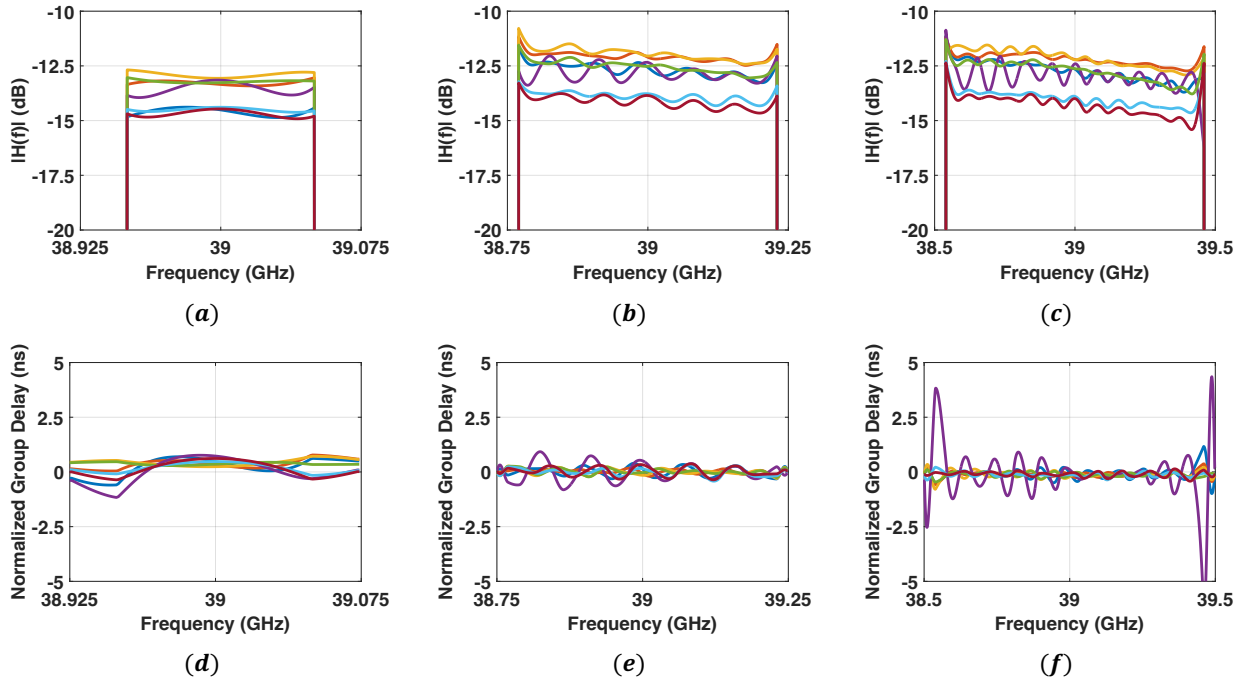 -10
-12.5
-15
-17.5
-20
|H(f)| (dB)
38.925
39
39.075
Frequency (GHz)
(a)
-10
-12.5
-15
-17.5
-20
|H(f)| (dB)
38.75
39
39.25
Frequency (GHz)
(b)
-10
-12.5
-15
-17.5
-20
|H(f)| (dB)
38.5
39
39.5
Frequency (GHz)
(c)
5
2.5
0
-2.5
-5
Normalized Group Delay (ns)
38.925
39
39.075
Frequency (GHz)
(d)
5
2.5
0
-2.5
-5
Normalized Group Delay (ns)
38.75
39
39.25
Frequency (GHz)
(e)
5
2.5
0
-2.5
-5
Normalized Group Delay (ns)
38.5
39
39.5
Frequency (GHz)
(f)